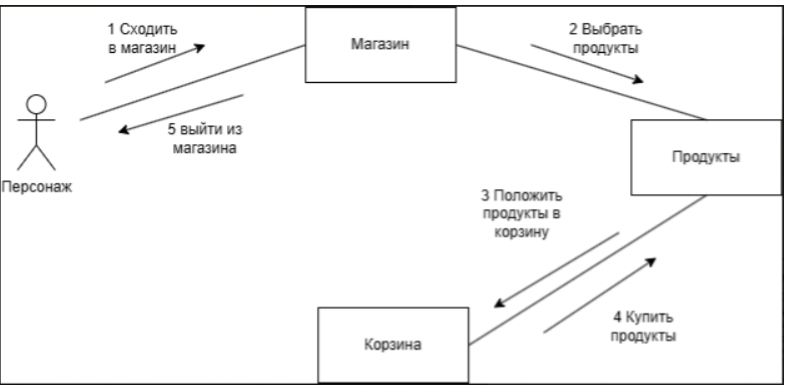 1 Сходить
в магазин
Магазин
2 Выбрать
продукты
5 выйти из
магазина
Персонаж
Продукты
3 Положить
продукты в
корзину
4 Купить
продукты
Корзина